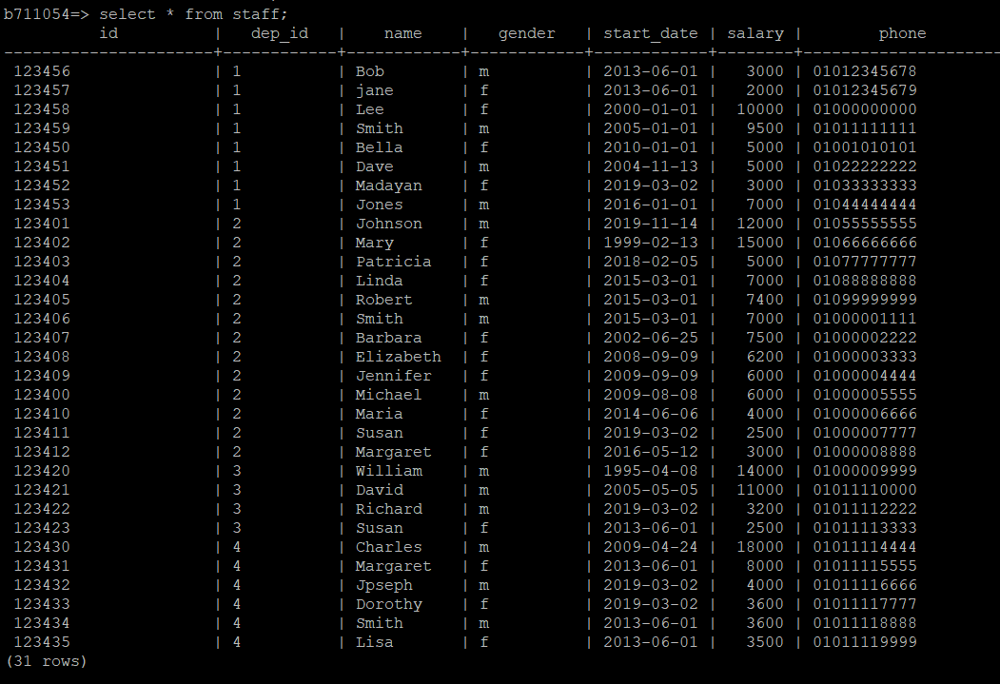 b711054=> select * from staff;
id | dep_id | name | gender | start_date | salary | phone
----------------------+------------+------------+------------+------------+--------+---------------------
123456 | 1 | Bob | m | 2013-06-01 | 3000 | 01012345678
123457 | 1 | jane | f | 2013-06-01 | 2000 | 01012345679
123458 | 1 | Lee | f | 2000-01-01 | 10000 | 01000000000
123459 | 1 | Smith | m | 2005-01-01 | 9500 | 01011111111
123450 | 1 | Bella | f | 2010-01-01 | 5000 | 01001010101
123451 | 1 | Dave | m | 2004-11-13 | 5000 | 01022222222
123452 | 1 | Madayan | f | 2019-03-02 | 3000 | 01033333333
123453 | 1 | Jones | m | 2016-01-01 | 7000 | 01044444444
123401 | 2 | Johnson | m | 2019-11-14 | 12000 | 01055555555
123402 | 2 | Mary | f | 1999-02-13 | 15000 | 01066666666
123403 | 2 | Patricia | f | 2018-02-05 | 5000 | 01077777777
123404 | 2 | Linda | f | 2015-03-01 | 7000 | 01088888888
123405 | 2 | Robert | m | 2015-03-01 | 7400 | 01099999999
123406 | 2 | Smith | m | 2015-03-01 | 7000 | 01000001111
123407 | 2 | Barbara | f | 2002-06-25 | 7500 | 01000002222
123408 | 2 | Elizabeth | f | 2008-09-09 | 6200 | 01000003333
123409 | 2 | Jennifer | f | 2009-09-09 | 6000 | 01000004444
123400 | 2 | Michael | m | 2009-08-08 | 6000 | 01000005555
123410 | 2 | Maria | f | 2014-06-06 | 4000 | 01000006666
123411 | 2 | Susan | f | 2019-03-02 | 2500 | 01000007777
123412 | 2 | Margaret | f | 2016-05-12 | 3000 | 01000008888
123420 | 3 | William | m | 1995-04-08 | 14000 | 01000009999
123421 | 3 | David | m | 2005-05-05 | 11000 | 01011110000
123422 | 3 | Richard | m | 2019-03-02 | 3200 | 01011112222
123423 | 3 | Susan | f | 2013-06-01 | 2500 | 01011113333
123430 | 4 | Charles | m | 2009-04-24 | 18000 | 01011114444
123431 | 4 | Margaret | f | 2013-06-01 | 8000 | 01011115555
123432 | 4 | Jpseph | m | 2019-03-02 | 4000 | 01011116666
123433 | 4 | Dorothy | f | 2019-03-02 | 3600 | 01011117777
123434 | 4 | Smith | m | 2013-06-01 | 3600 | 01011118888
123435 | 4 | Lisa | f | 2013-06-01 | 3500 | 01011119999
(31 rows)